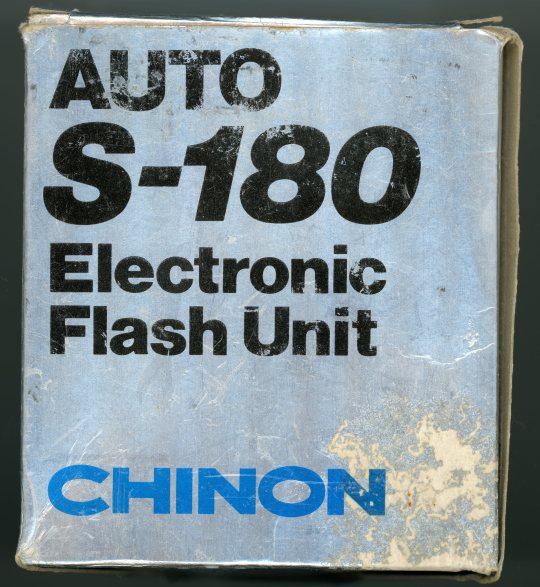 AUTO
S-180
Electronic
Flash Unit
CHINON